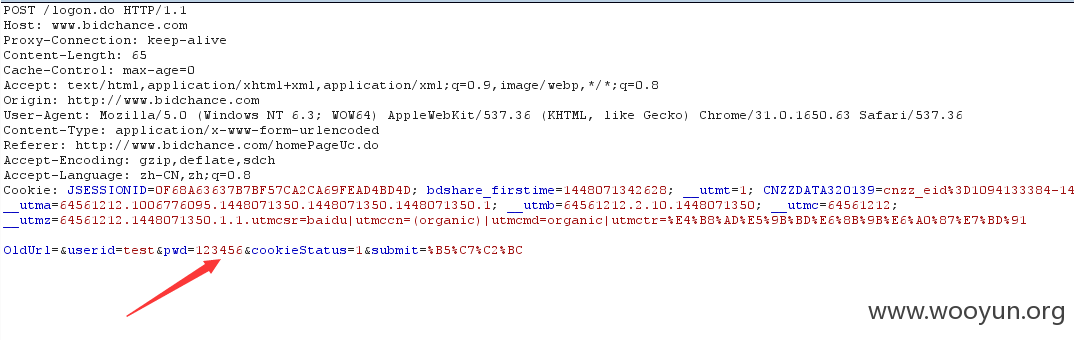 POST /logon.do HTTP/1.1
Host: www.bidchance.com
Proxy-Connection: keep-alive
Content-Length: 65
Cache-Control: max-age=0
Accept: text/html,application/xhtml+xml,application/xml;q=0.9,image/webp,*/*;q=0.8
Origin: http://www.bidchance.com
User-Agent: Mozilla/5.0 (Windows NT 6.3; WOW64) AppleWebKit/537.36 (KHTML, like Gecko) Chrome/31.0.1650.63 Safari/537.36
Content-Type: application/x-www-form-urlencoded
Referer: http://www.bidchance.com/homePageUc.do
Accept-Encoding: gzip,deflate,sdch
Accept-Language: zh-CN,zh;q=0.8
Cookie: JSESSIONID=0F68A63637B7BF57CA2CA69FEAD4BD4D; bdshare_firstime=1448071342628; __utmt=1; CNZZDATA320139=cnzz_eid%3D1094133384-14
__utma=64561212.1006776095.1448071350.1448071350.1448071350.1; __utmb=64561212.2.10.1448071350; __utmc=64561212;
__utmz=64561212.1448071350.1.1.utmcsr=baidu|utmccn=(organic)|utmcmd=organic|utmctr=%E4%B8%AD%E5%9B%BD%E6%8B%9B%E6%A0%87%E7%BD%91
OldUrl=&userid=test&pwd=123456&cookieStatus=1&submit=%B5%C7%C2%BC
www.wooyun.org